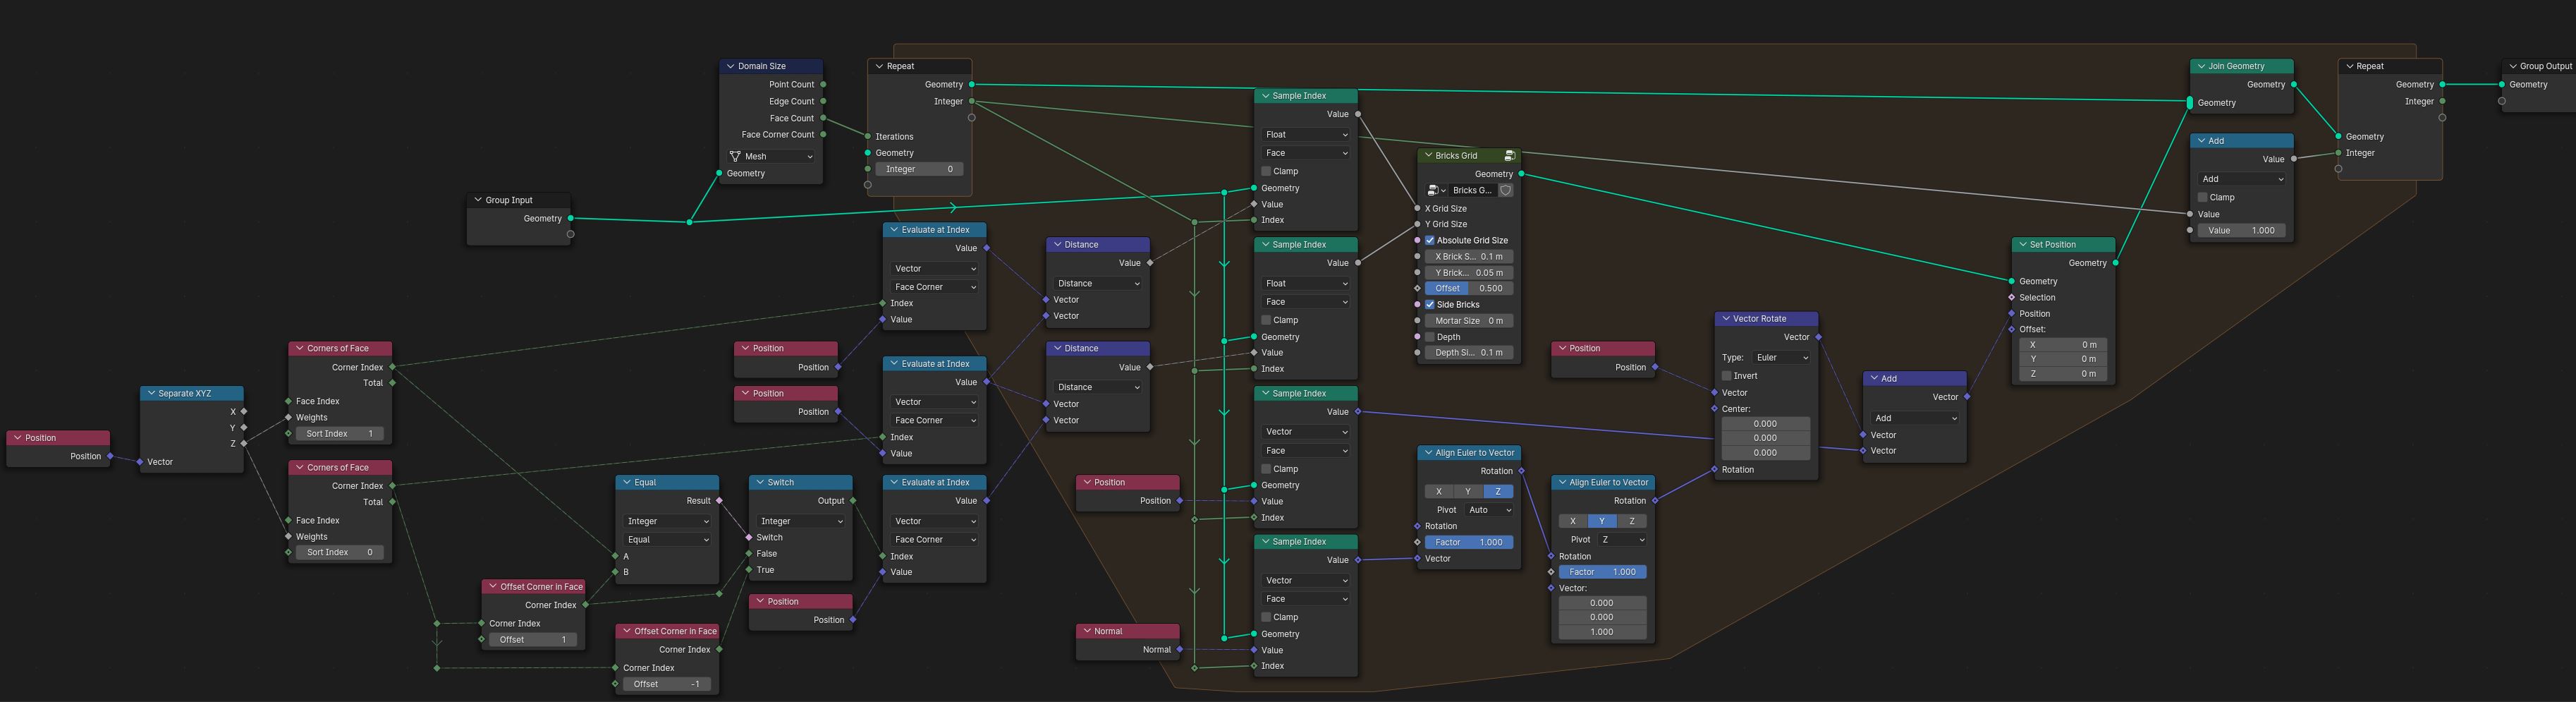 Position
Position
Separate XYZ
X
Y
Z
Vector
Corners of Face
Corner Index
Total
Face Index
Weights
Sort Index 1
Corners of Face
Corner Index
Total
Face Index
Weights
Sort Index 0
Group Input
Geometry
Offset Corner in Face
Corner Index
Corner Index
Offset 1
Equal
Result
Integer
Equal
A
B
Offset Corner in Face
Corner Index
Corner Index
Offset -1
Domain Size
Point Count
Edge Count
Face Count
Face Corner Count
Mesh
Geometry
Position
Position
Position
Position
Switch
Output
Integer
Switch
False
True
Position
Position
Repeat
Geometry
Integer
Iterations
Geometry
Integer 0
Evaluate at Index
Value
Vector
Face Corner
Index
Value
Evaluate at Index
Value
Vector
Face Corner
Index
Value
Evaluate at Index
Value
Vector
Face Corner
Index
Value
Distance
Value
Distance
Vector
Vector
Distance
Value
Distance
Vector
Vector
Position
Position
Normal
Normal
Sample Index
Value
Float
Face
Clamp
Geometry
Value
Index
Sample Index
Value
Float
Face
Clamp
Geometry
Value
Index
Sample Index
Value
Vector
Face
Clamp
Geometry
Value
Index
Sample Index
Value
Vector
Face
Clamp
Geometry
Value
Index
Bricks Grid
Geometry
Bricks G...
X Grid Size
Y Grid Size
Absolute Grid Size
X Brick S... 0.1 m
Y Brick... 0.05 m
Offset 0.500
Side Bricks
Mortar Size 0 m
Depth
Depth Si... 0.1 m
Align Euler to Vector
Rotation
X Y Z
Pivot Auto
Rotation
Factor 1.000
Vector
Position
Position
Align Euler to Vector
Rotation
X Y Z
Pivot Z
Rotation
Factor 1.000
Vector:
0.000
0.000
1.000
Vector Rotate
Vector
Type: Euler
Invert
Vector
Center:
0.000
0.000
0.000
Rotation
Add
Vector
Add
Vector
Vector
Set Position
Geometry
Geometry
Selection
Position
Offset:
X 0 m
Y 0 m
Z 0 m
Join Geometry
Geometry
Geometry
Add
Value
Add
Clamp
Value
Value 1.000
Repeat
Geometry
Integer
Geometry
Integer
Group Output
Geometry